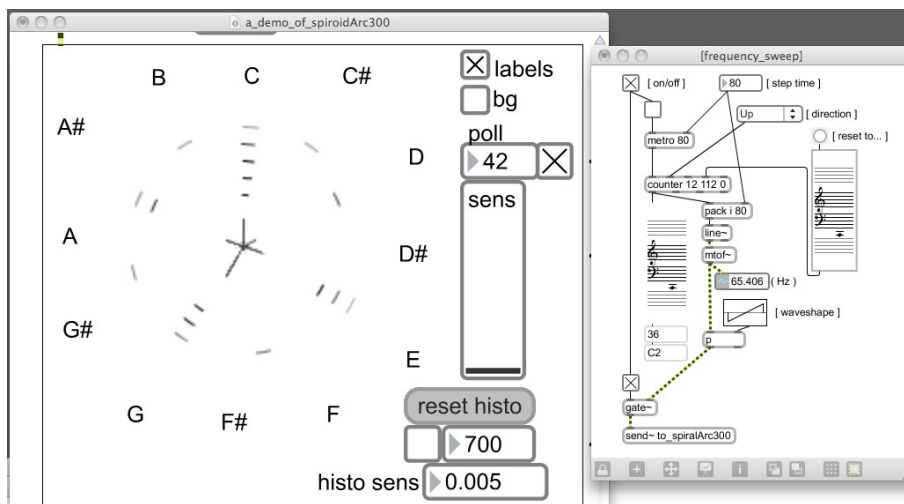 a_demo_of_spiroidArc300
B
C
C#
A#
D
A
D#
G#
E
G
F#
F
labels
bg
poll
42
sens
reset histo
700
histo sens
0.005
[frequency_sweep]
[ on/off ]
80
[ step time ]
Up
[ direction ]
[ reset to... ]
metro 80
counter 12 112 0
pack i 80
line~
mtof~
65.406
( Hz )
[ waveshape ]
36
C2
p
gate~
send~ to_spiralArc300